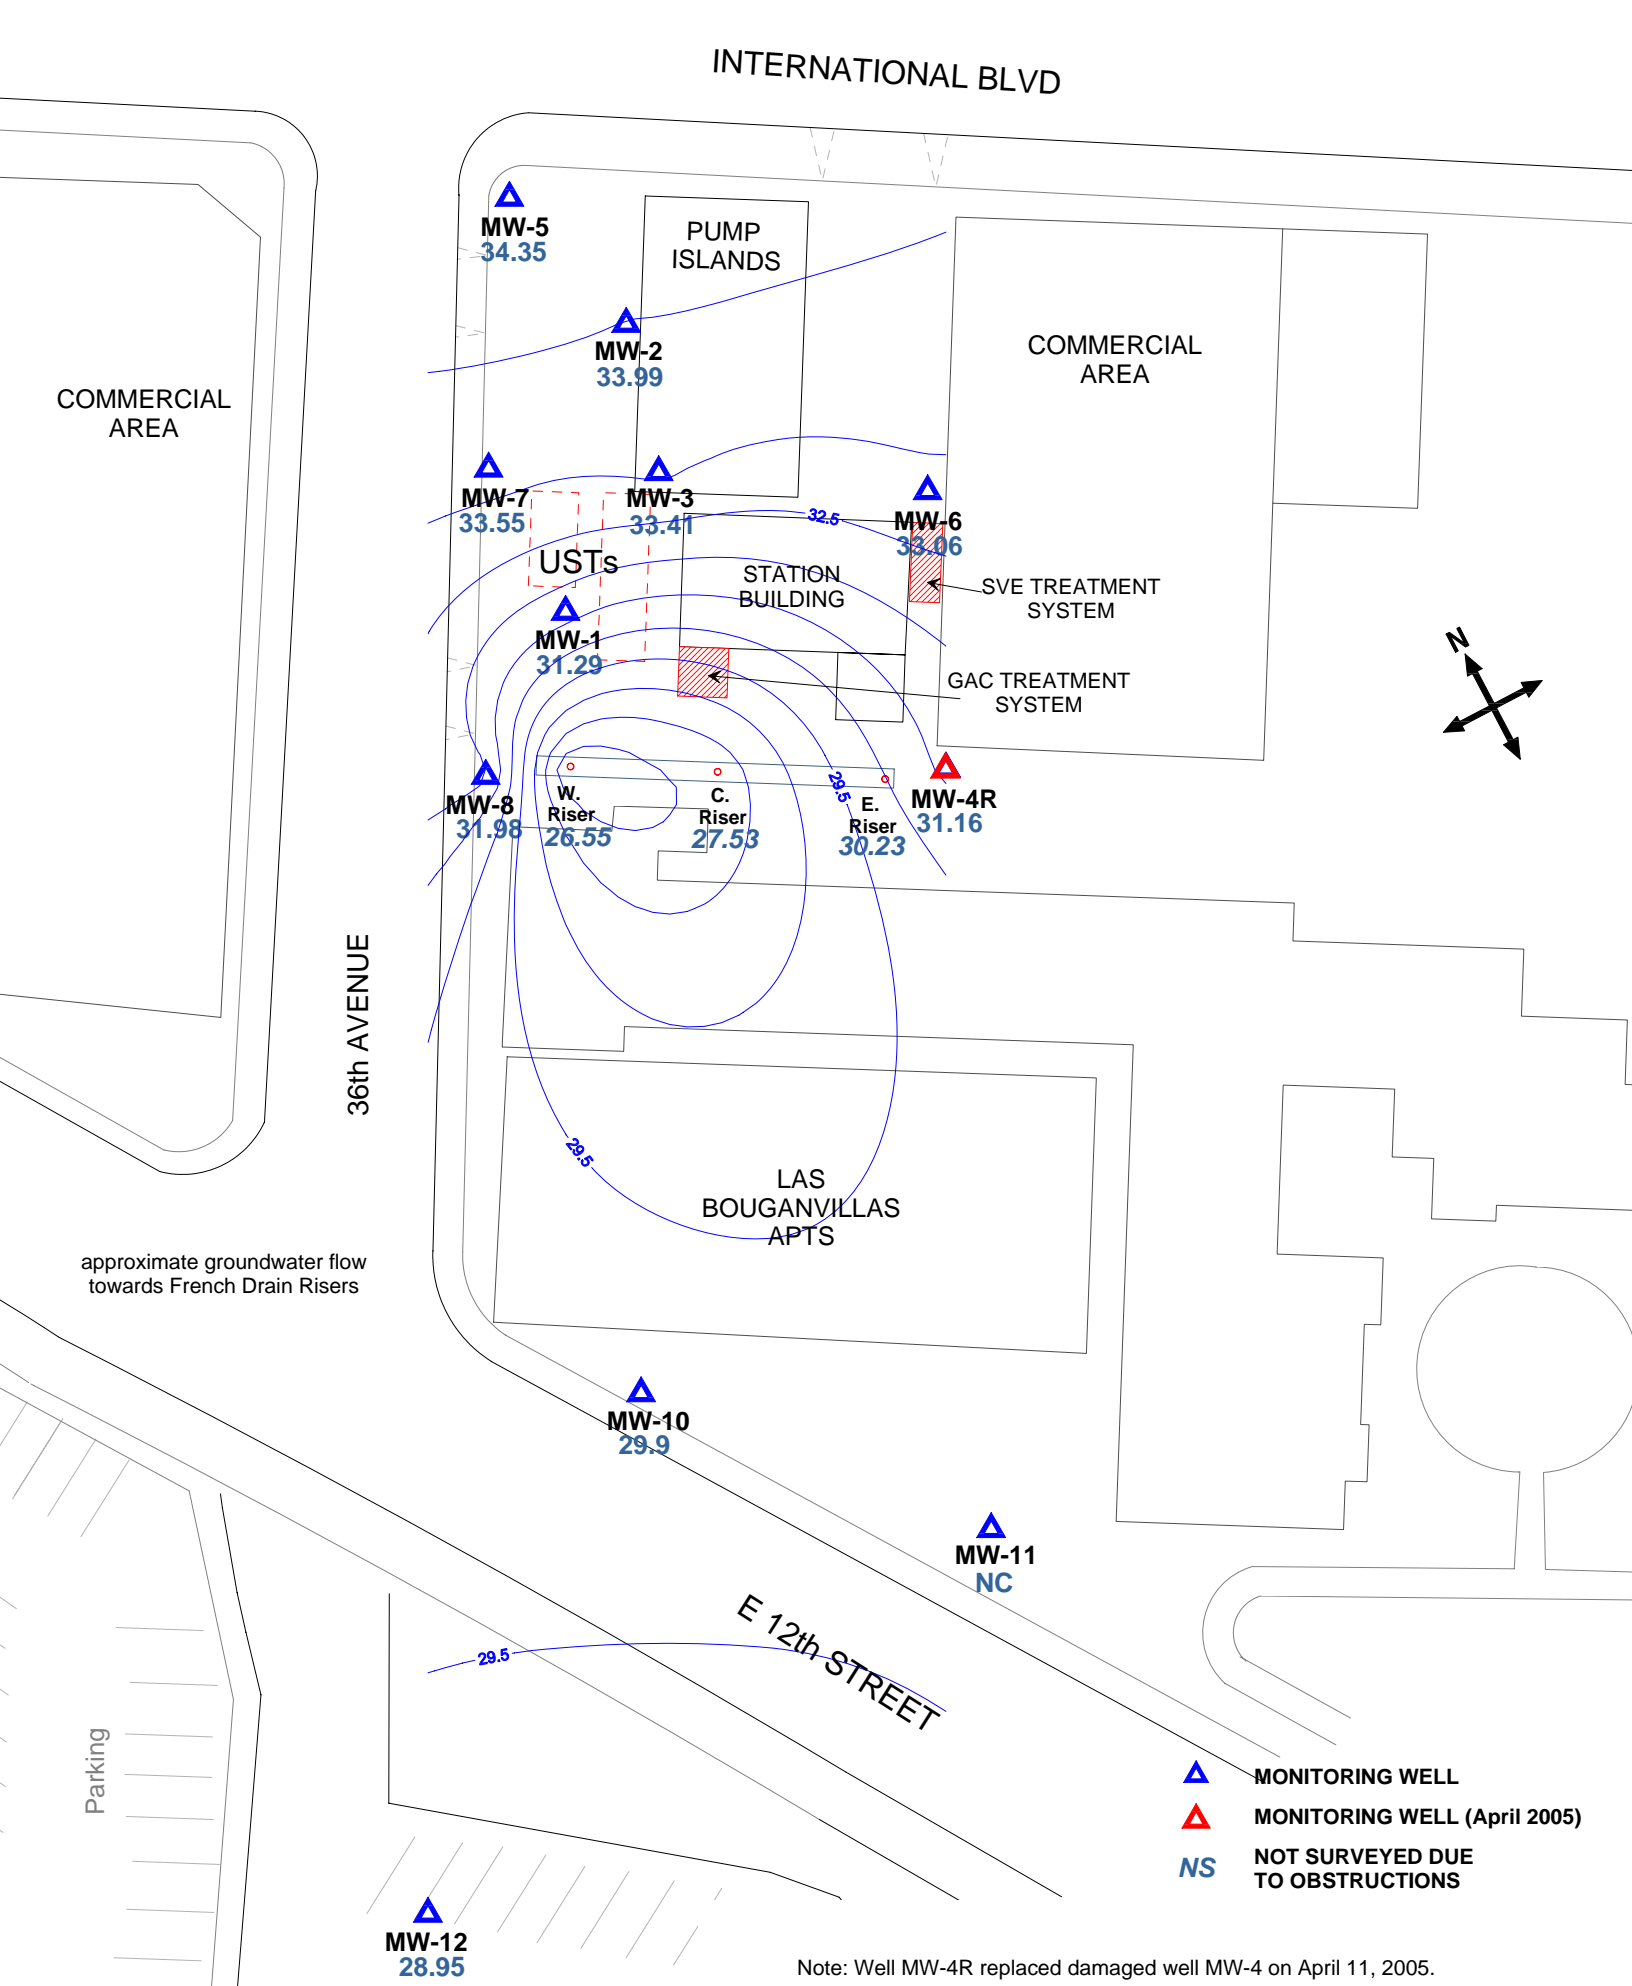 INTERNATIONAL BLVD
MW-5
34.35
PUMP
ISLANDS
MW-2
33.99
COMMERCIAL
AREA
COMMERCIAL
AREA
MW-7
33.55
MW-3
33.41
32.5
MW-6
33.06
USTs
STATION
BUILDING
SVE TREATMENT
SYSTEM
MW-1
31.29
N
GAC TREATMENT
SYSTEM
MW-8
31.98
W.
Riser
26.55
C.
Riser
27.53
29.5
E.
Riser
30.23
MW-4R
31.16
36th AVENUE
29.5
LAS
BOUGANVILLAS
APTS
approximate groundwater flow
towards French Drain Risers
MW-10
29.9
MW-11
NC
E 12th STREET
29.5
Parking
MONITORING WELL
MONITORING WELL (April 2005)
NS
NOT SURVEYED DUE
TO OBSTRUCTIONS
MW-12
28.95
Note: Well MW-4R replaced damaged well MW-4 on April 11, 2005.